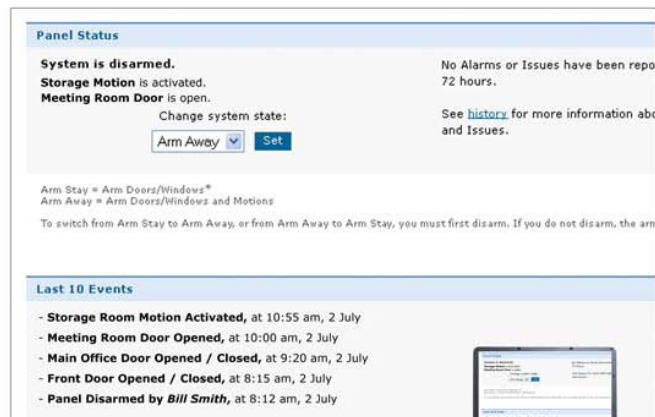 Panel Status
System is disarmed.
Storage Motion is activated.
Meeting Room Door is open.
Change system state:
Arm Away Set
No Alarms or Issues have been repo
72 hours.
See history for more information abo
and Issues.
Arm Stay = Arm Doors/Windows*
Arm Away = Arm Doors/Windows and Motions
To switch from Arm Stay to Arm Away, or from Arm Away to Arm Stay, you must first disarm. If you do not disarm, the arm
Last 10 Events
- Storage Room Motion Activated, at 10:55 am, 2 July
- Meeting Room Door Opened, at 10:00 am, 2 July
- Main Office Door Opened / Closed, at 9:20 am, 2 July
- Front Door Opened / Closed, at 8:15 am, 2 July
- Panel Disarmed by Bill Smith, at 8:12 am, 2 July